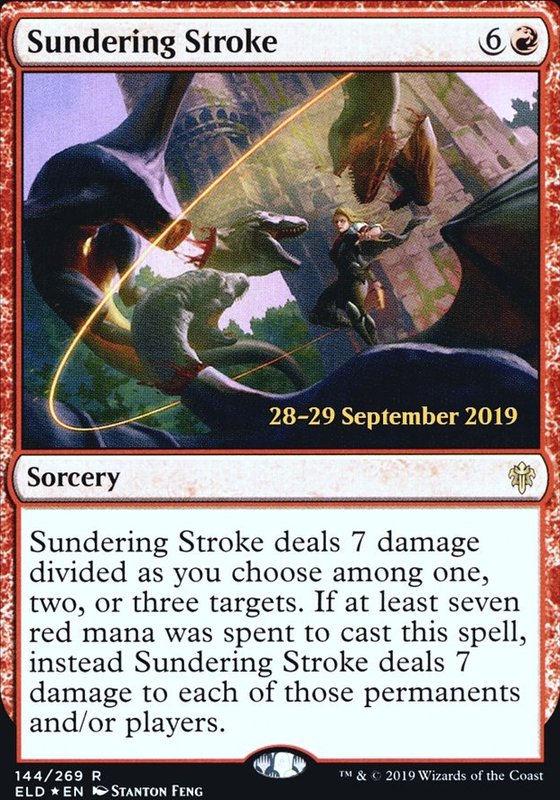 Sundering Stroke 6
28-29 September 2019
Sorcery
Sundering Stroke deals 7 damage
divided as you choose among one,
two, or three targets. If at least seven
red mana was spent to cast this spell,
instead Sundering Stroke deals 7
damage to each of those permanents
and/or players.
144/269 R
ELD ★ EN Stanton Feng
™ & © 2019 Wizards of the Coast